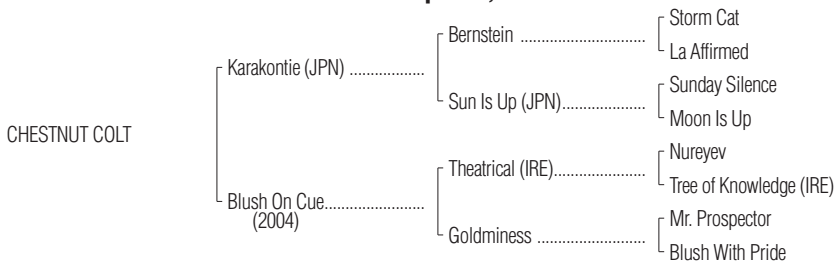 Storm Cat
Bernstein ..............................
La Affirmed
Karakontie (JPN) ..................
Sunday Silence
Sun Is Up (JPN)....................
Moon Is Up
CHESTNUT COLT
Nureyev
Theatrical (IRE)......................
Tree of Knowledge (IRE)
Blush On Cue........................
(2004)
Mr. Prospector
Goldminess ..........................
Blush With Pride